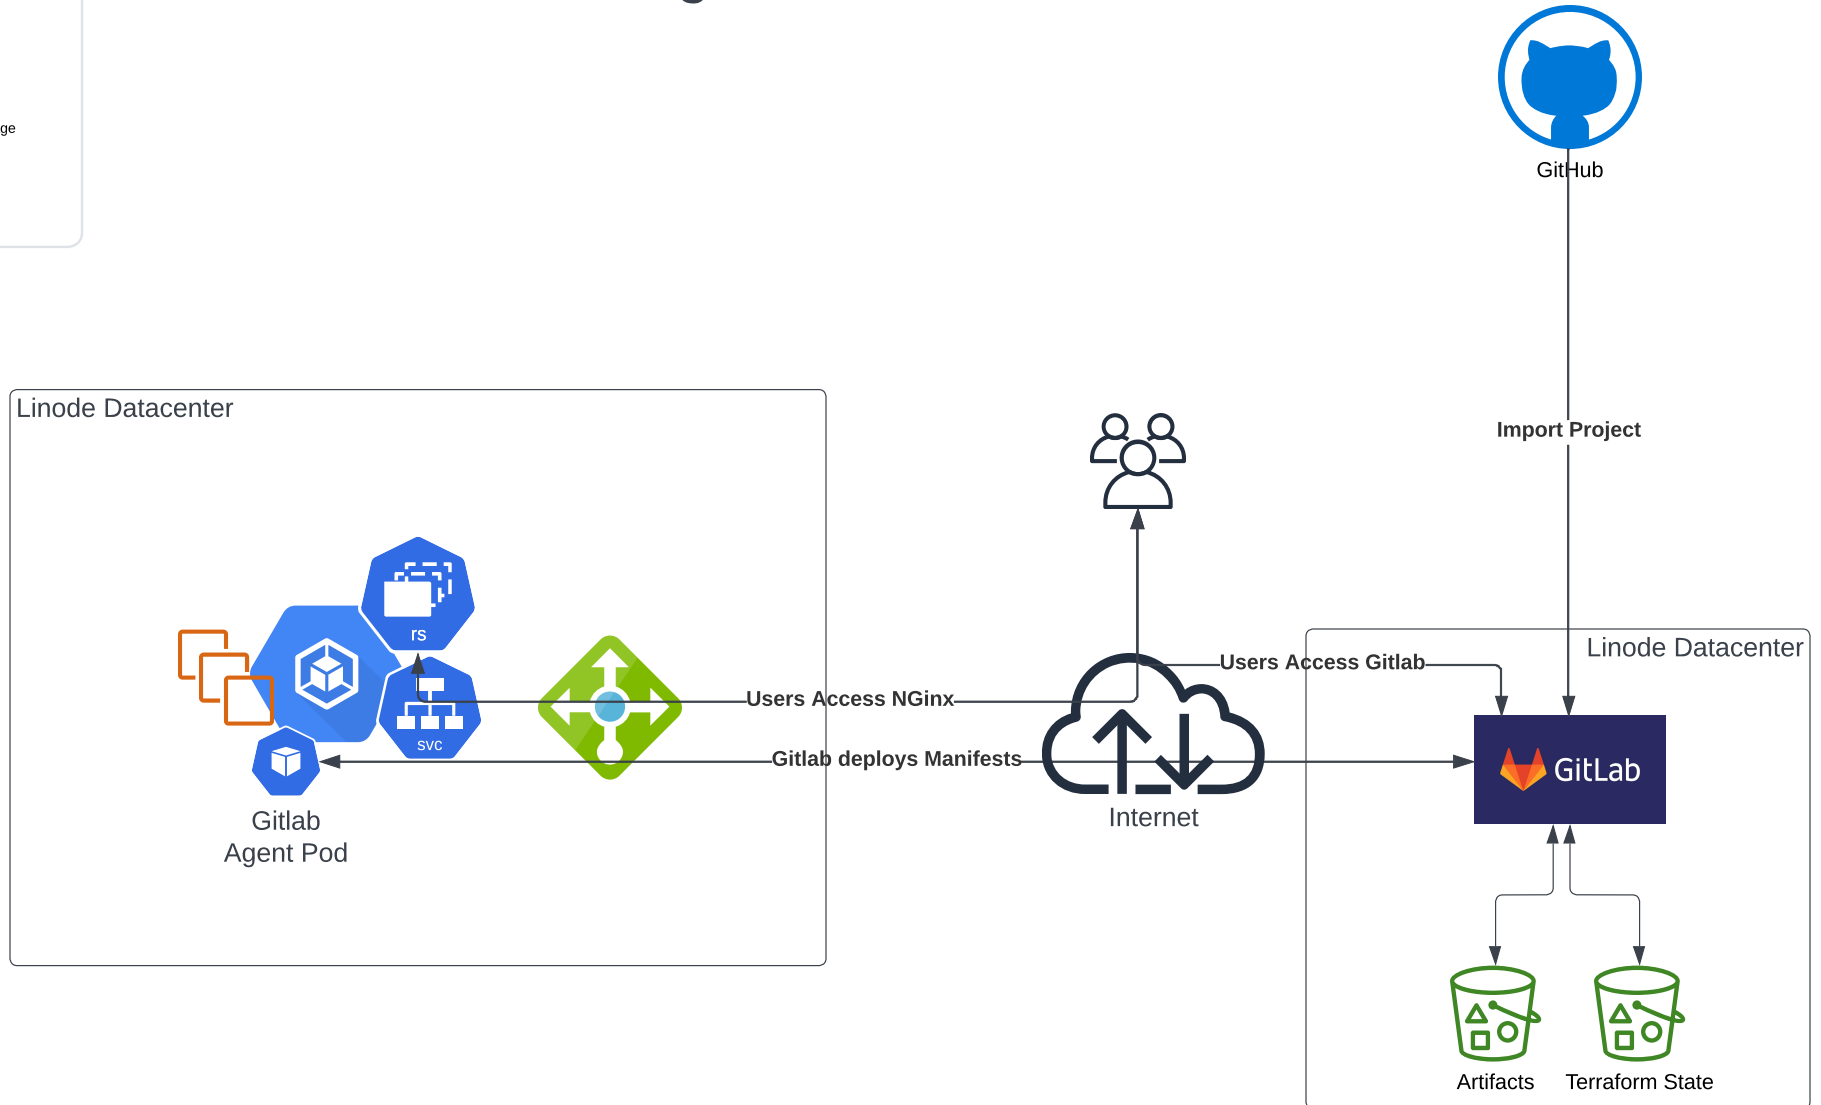 ge
GitHub
Import Project
Linode Datacenter
rs
svc
Users Access NGinx
Gitlab deploys Manifests
Gitlab
Agent Pod
Internet
Users Access Gitlab
Linode Datacenter
GitLab
Artifacts
Terraform State